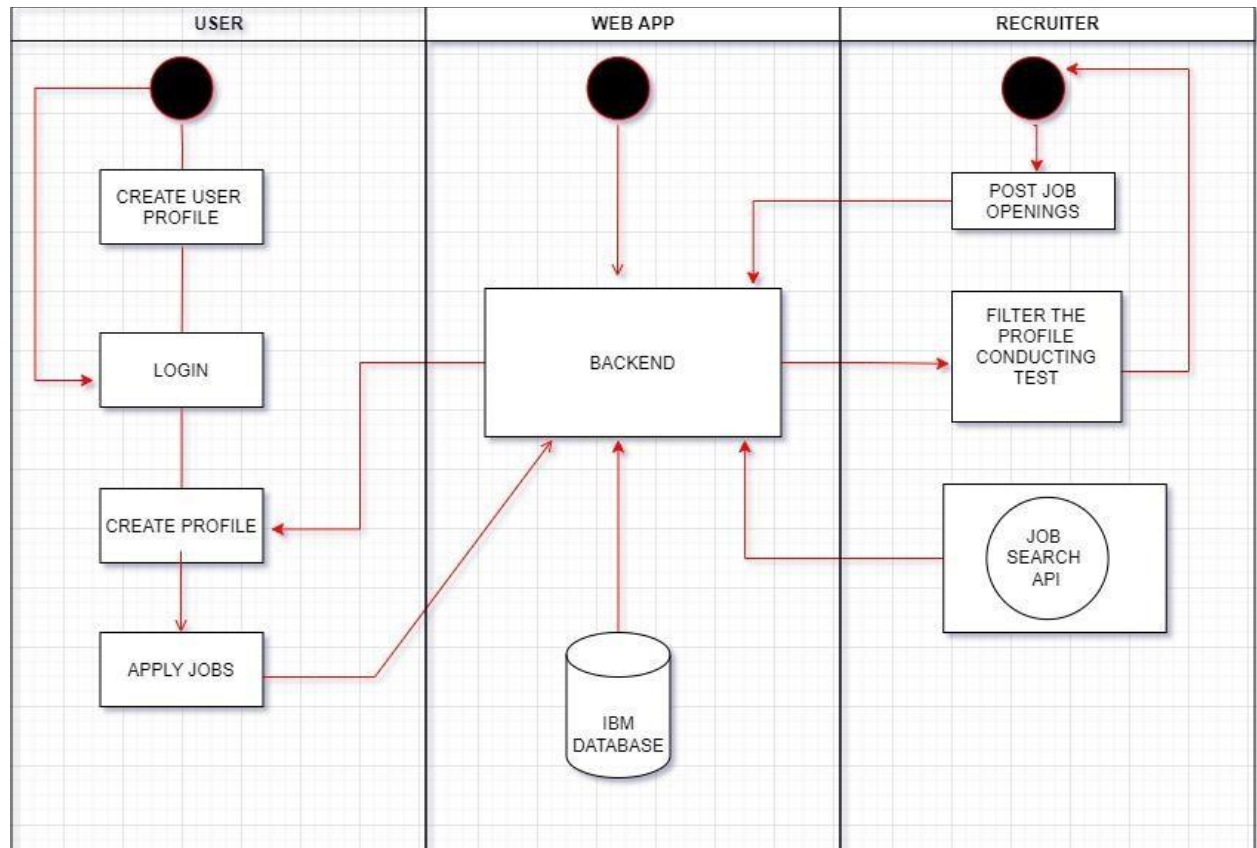 USER
WEB APP
RECRUITER
CREATE USER
PROFILE
LOGIN
CREATE PROFILE
APPLY JOBS
BACKEND
IBM
DATABASE
POST JOB
OPENINGS
FILTER THE
PROFILE
CONDUCTING
TEST
JOB
SEARCH
API